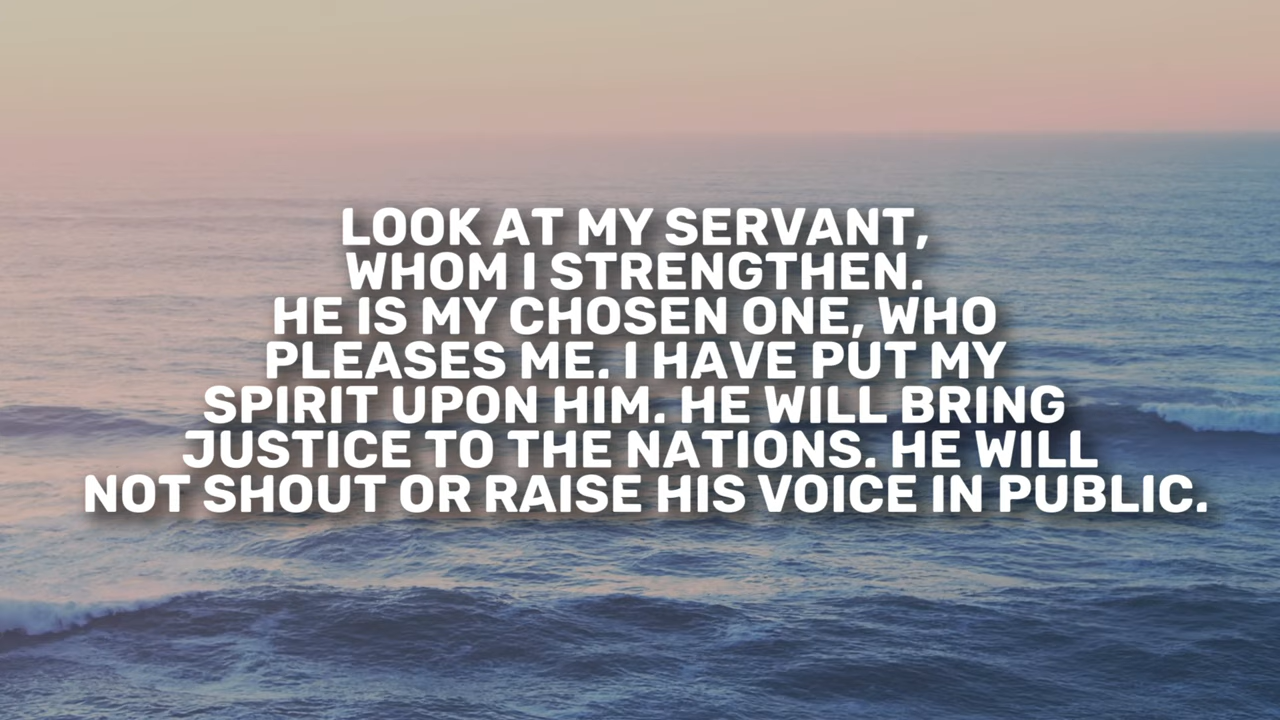 LOOK AT MY SERVANT,
WHOM I STRENGTHEN.
HE IS MY CHOSEN ONE, WHO
PLEASES ME. I HAVE PUT MY
SPIRIT UPON HIM. HE WILL BRING
JUSTICE TO THE NATIONS. HE WILL
NOT SHOUT OR RAISE HIS VOICE IN PUBLIC.